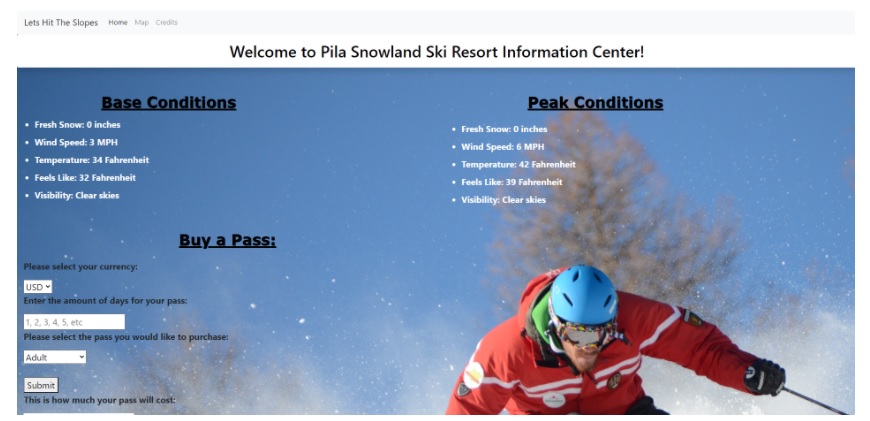 Lets Hit The Slopes Home Map Credits
Welcome to Pila Snowland Ski Resort Information Center!
Base Conditions
• Fresh Snow: 0 inches
• Wind Speed: 3 MPH
• Temperature: 34 Fahrenheit
• Feels Like: 32 Fahrenheit
• Visibility: Clear skies
Peak Conditions
• Fresh Snow: 0 inches
• Wind Speed: 6 MPH
• Temperature: 42 Fahrenheit
• Feels Like: 39 Fahrenheit
• Visibility: Clear skies
Buy a Pass:
Please select your currency:
USD
Enter the amount of days for your pass:
1, 2, 3, 4, 5, etc
Please select the pass you would like to purchase:
Adult
Submit
This is how much your pass will cost: